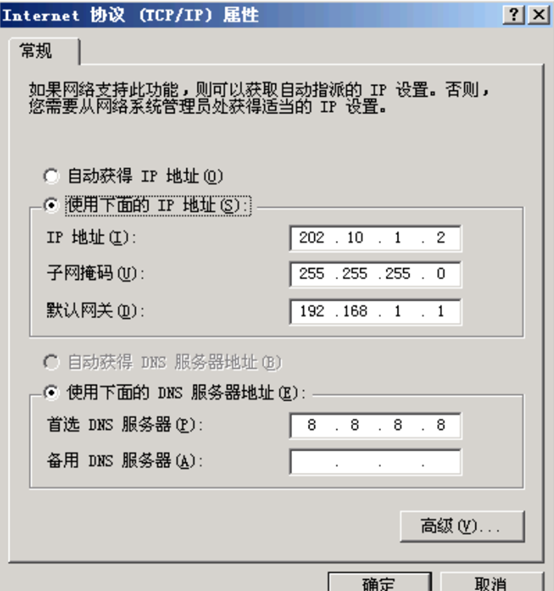 Internet 协议 (TCP/IP) 属性
常规
如果网络支持此功能,则可以获取自动指派的 IP 设置。否则,
您需要从网络系统管理员处获得适当的 IP 设置。
自动获得 IP 地址(O)
使用下面的 IP 地址(S):
IP 地址(I): 202 . 10 . 1 . 2
子网掩码(U): 255 .255 .255 . 0
默认网关(D): 192 .168 . 1 . 1
自动获得 DNS 服务器地址(B)
使用下面的 DNS 服务器地址(E):
首选 DNS 服务器(P): 8 . 8 . 8 . 8
备用 DNS 服务器(A): . . .
高级(V)...
确定 取消